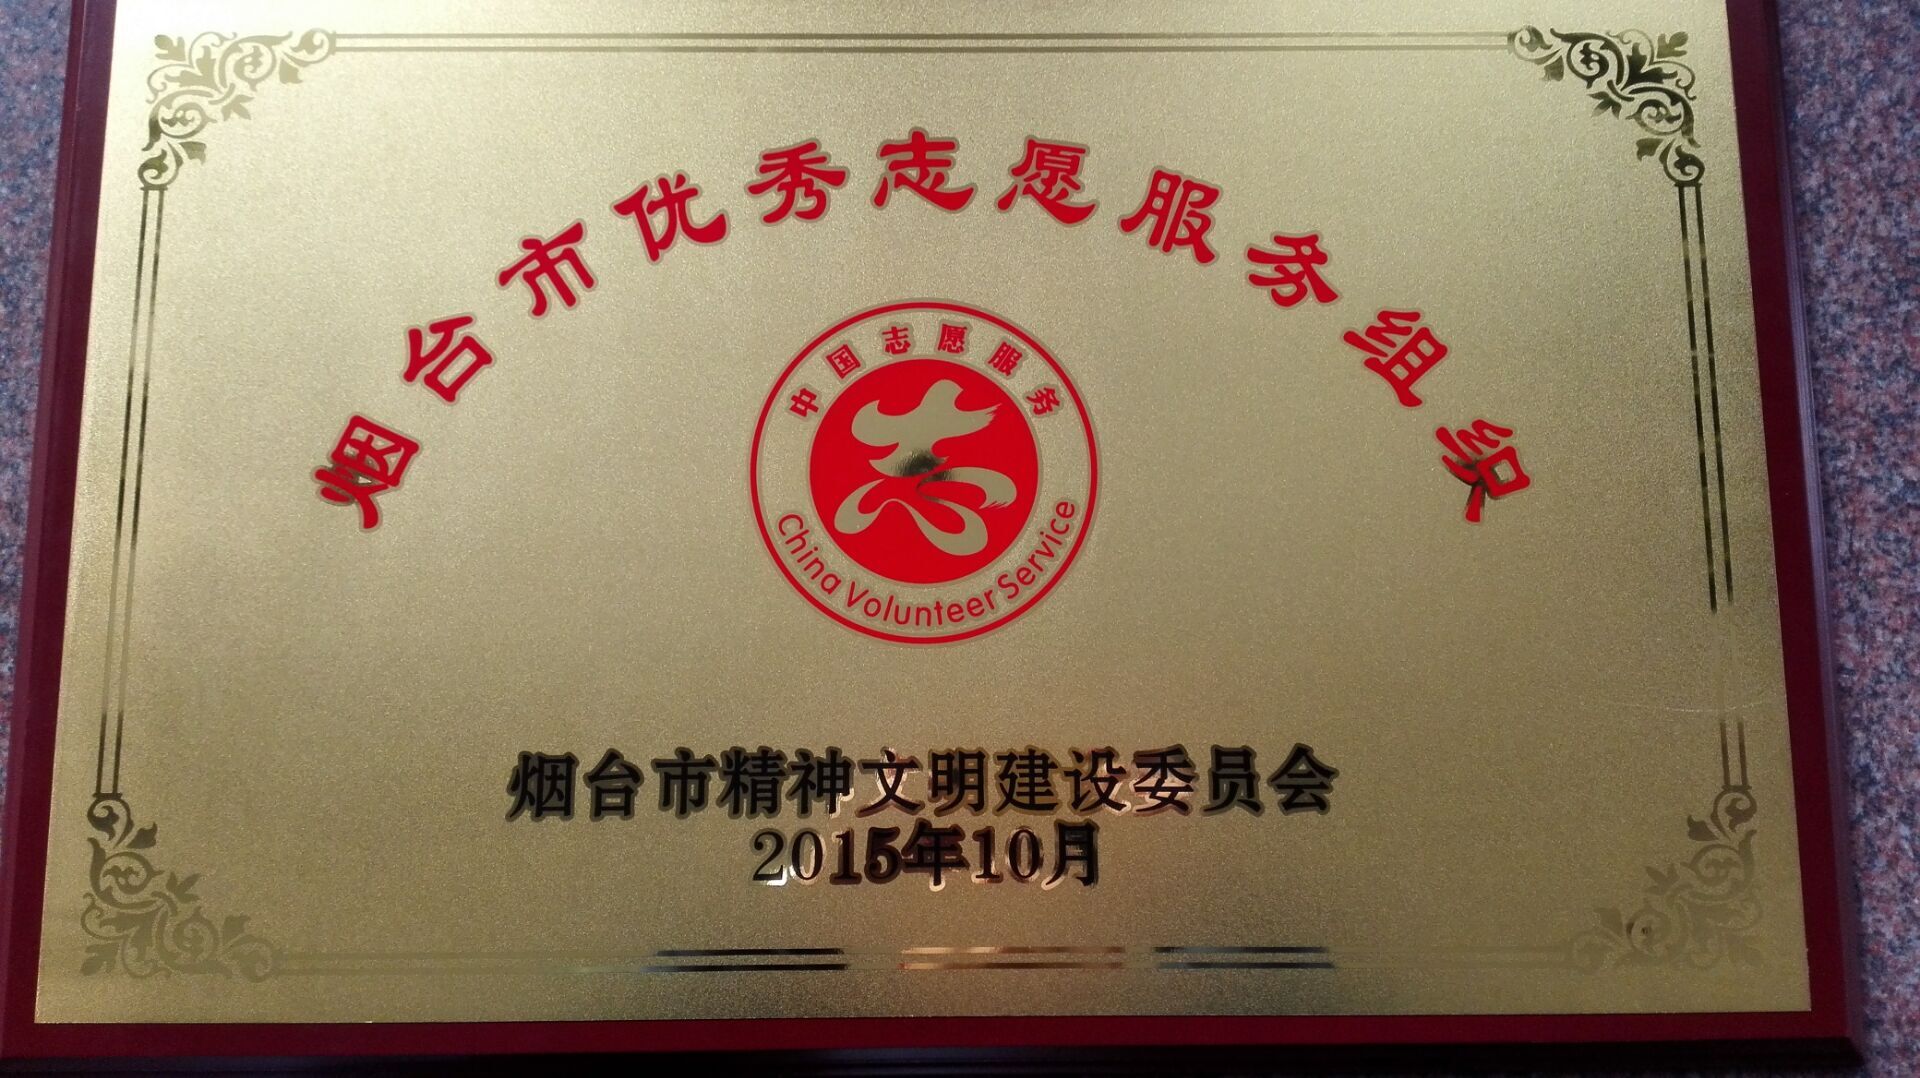 烟台市优秀志愿服务组织
中国志愿服务
China Volunteer Service
烟台市精神文明建设委员会
2015年10月